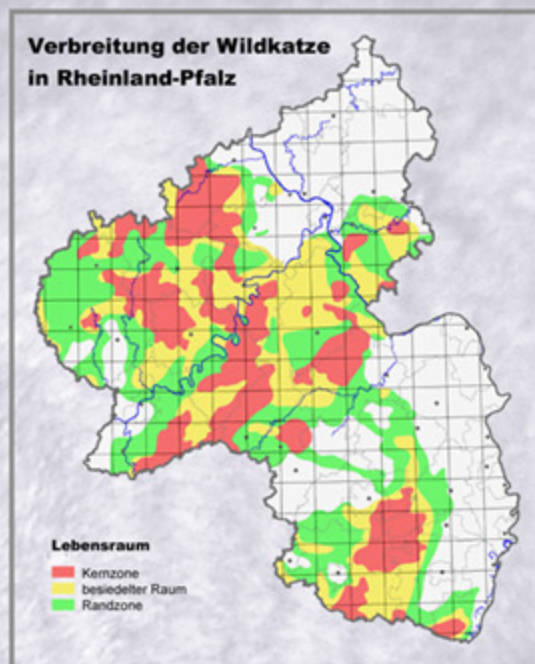 Verbreitung der Wildkatze
in Rheinland-Pfalz
Lebensraum
Kernzone
besiedelter Raum
Randzone